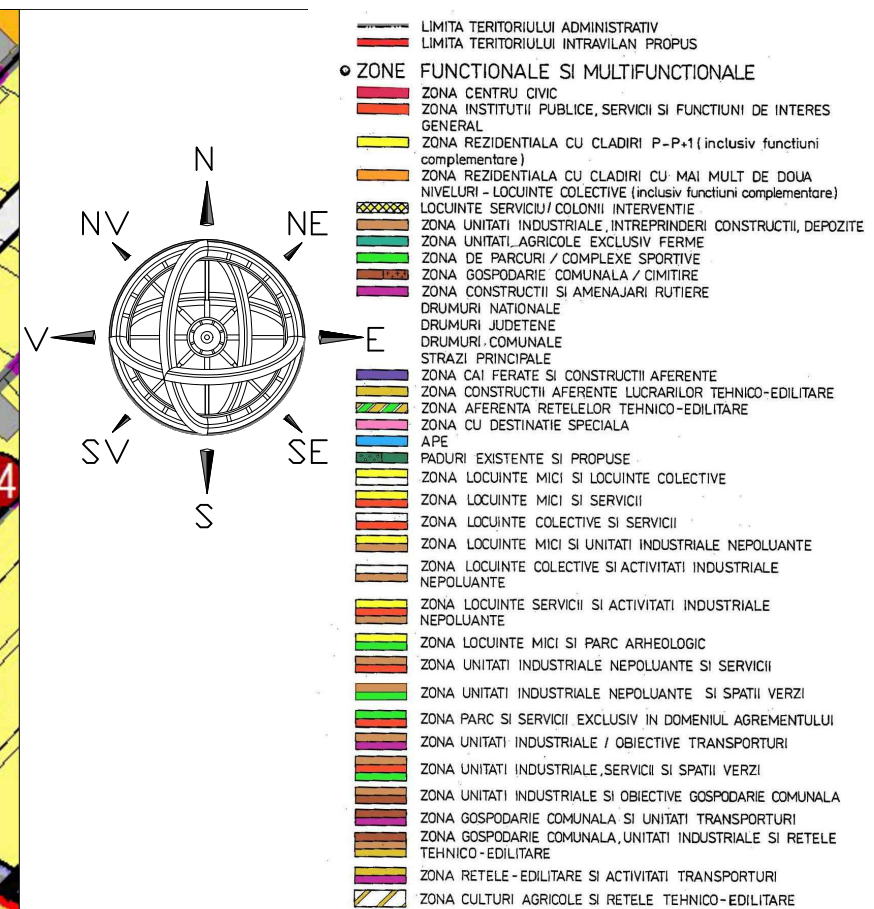 LIMITA TERITORIULUI ADMINISTRATIV
LIMITA TERITORIULUI INTRAVILAN PROPUS
ZONE FUNCTIONALE SI MULTIFUNCTIONALE
ZONA CENTRU CIVIC
ZONA INSTITUTII PUBLICE, SERVICII SI FUNCTIUNI DE INTERES
GENERAL
ZONA REZIDENTIALA CU CLADIRI P-P+1 (inclusiv functiuni
complementare)
ZONA REZIDENTIALA CU CLADIRI CU MAI MULT DE DOUA
NIVELURI - LOCUINTE COLECTIVE (inclusiv functiuni complementare)
LOCUINTE SERVICIU/ COLONII INTERVENTIE
ZONA UNITATI INDUSTRIALE, INTREPRINDERI CONSTRUCTII, DEPOZITE
ZONA UNITATI AGRICOLE EXCLUSIV FERME
ZONA DE PARCURI / COMPLEXE SPORTIVE
ZONA GOSPODARIE COMUNALA / CIMITIRE
ZONA CONSTRUCTII SI AMENAJARI RUTIERE
DRUMURI NATIONALE
DRUMURI JUDETENE
DRUMURI COMUNALE
STRAZI PRINCIPALE
ZONA CAI FERATE SI CONSTRUCTII AFERENTE
ZONA CONSTRUCTII AFERENTE LUCRARILOR TEHNICO-EDILITARE
ZONA AFERENTA RETELELOR TEHNICO-EDILITARE
ZONA CU DESTINATIE SPECIALA
APE
PADURI EXISTENTE SI PROPUSE
ZONA LOCUINTE MICI SI LOCUINTE COLECTIVE
ZONA LOCUINTE MICI SI SERVICII
ZONA LOCUINTE COLECTIVE SI SERVICII
ZONA LOCUINTE MICI SI UNITATI INDUSTRIALE NEPOLUANTE
ZONA LOCUINTE COLECTIVE SI ACTIVITATI INDUSTRIALE
NEPOLUANTE
ZONA LOCUINTE SERVICII SI ACTIVITATI INDUSTRIALE
NEPOLUANTE
ZONA LOCUINTE MICI SI PARC ARHEOLOGIC
ZONA UNITATI INDUSTRIALE NEPOLUANTE SI SERVICII
ZONA UNITATI INDUSTRIALE NEPOLUANTE SI SPATII VERZI
ZONA PARC SI SERVICII EXCLUSIV IN DOMENIUL AGREMENTULUI
ZONA UNITATI INDUSTRIALE / OBIECTIVE TRANSPORTURI
ZONA UNITATI INDUSTRIALE, SERVICII SI SPATII VERZI
ZONA UNITATI INDUSTRIALE SI OBIECTIVE GOSPODARIE COMUNALA
ZONA GOSPODARIE COMUNALA SI UNITATI TRANSPORTURI
ZONA GOSPODARIE COMUNALA, UNITATI INDUSTRIALE SI RETELE
TEHNICO-EDILITARE
ZONA RETELE-EDILITARE SI ACTIVITATI TRANSPORTURI
ZONA CULTURI AGRICOLE SI RETELE TEHNICO-EDILITARE
N
NV NE
V E
SV SE
S
4